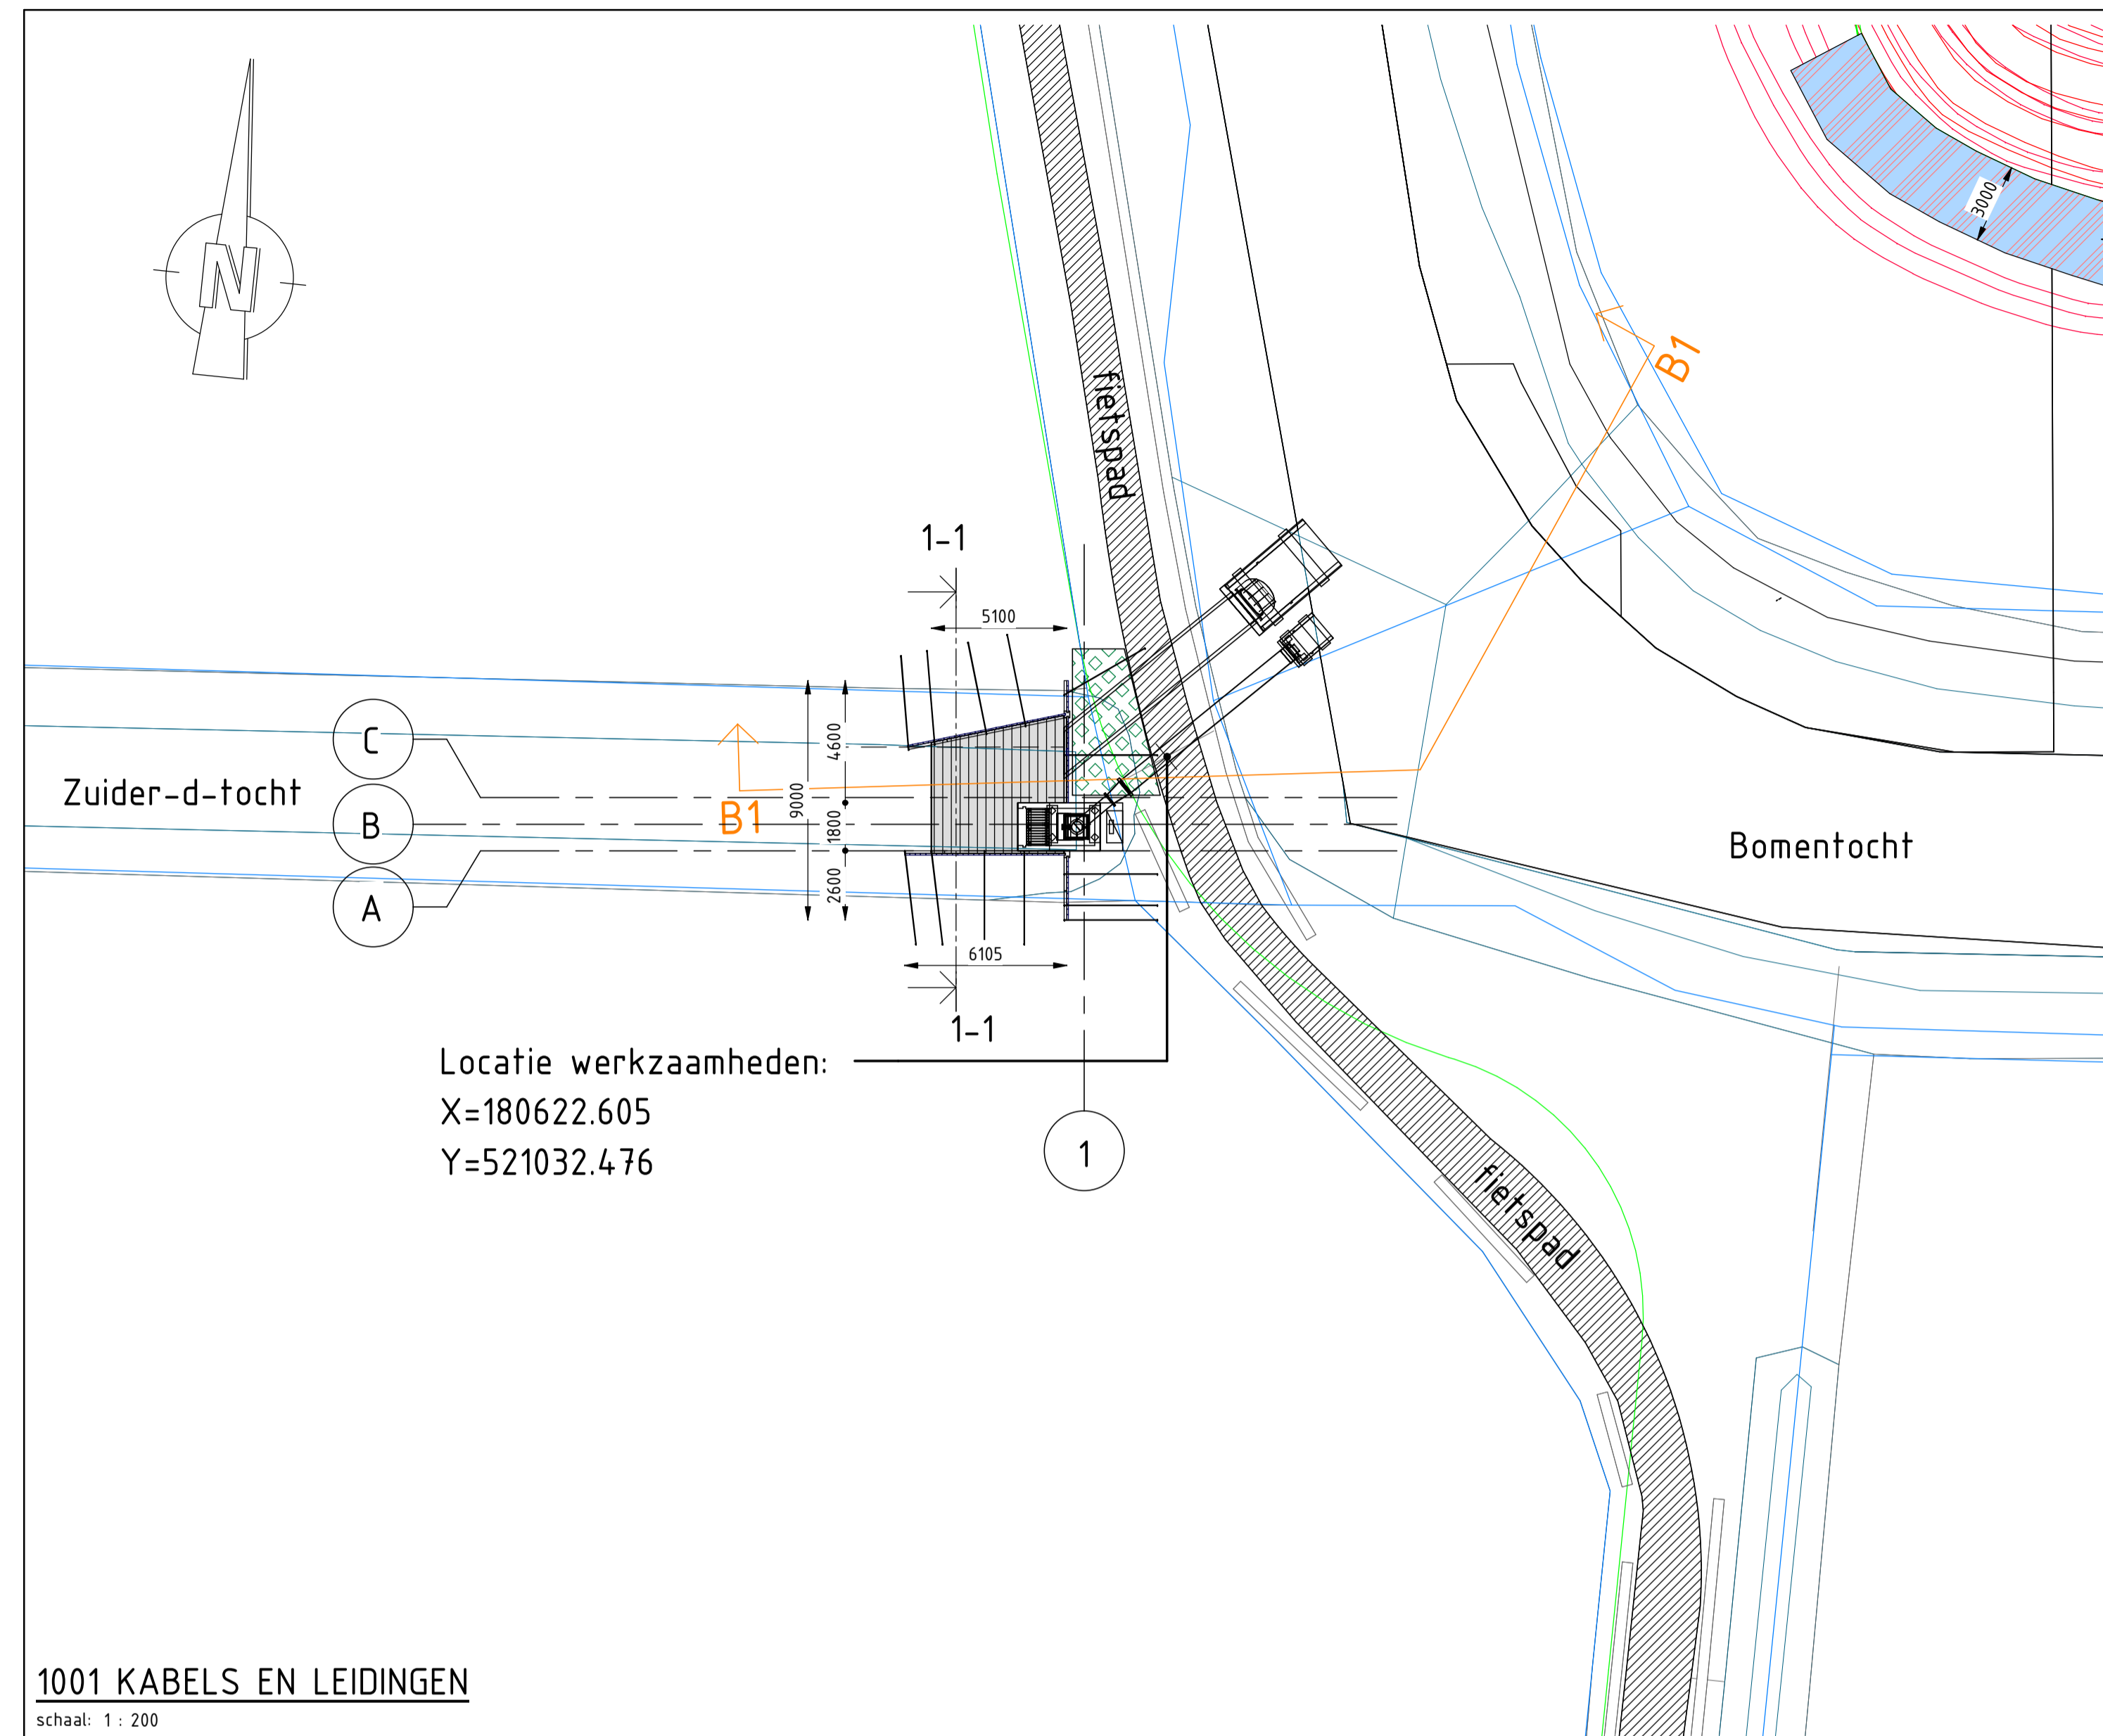 N
3000
B1
fietspad
1-1
5100
C
4600
Zuider-d-tocht
9000
B
B1
1800
Bomentocht
A
2600
6105
1-1
Locatie werkzaamheden:
X=180622.605
Y=521032.476
1
fietspad
1001 KABELS EN LEIDINGEN
schaal: 1 : 200